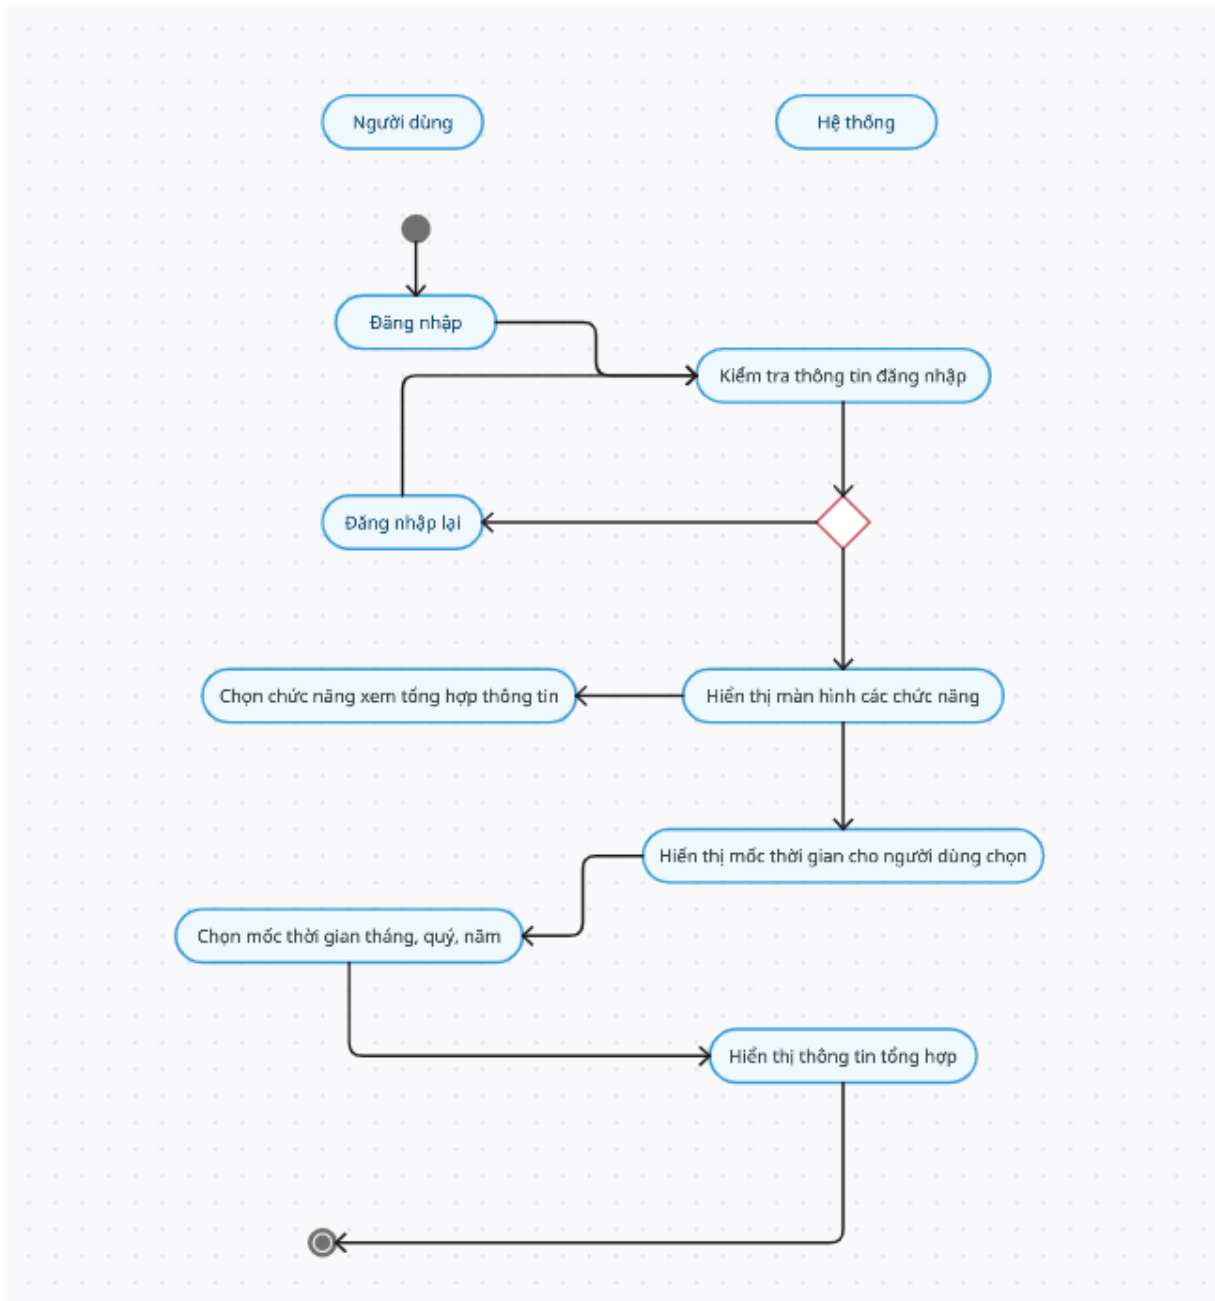 Người dùng
Hệ thống
Đăng nhập
Kiểm tra thông tin đăng nhập
Đăng nhập lại
Chọn chức năng xem tổng hợp thông tin
Hiển thị màn hình các chức năng
Hiển thị mốc thời gian cho người dùng chọn
Chọn mốc thời gian tháng, quý, năm
Hiển thị thông tin tổng hợp